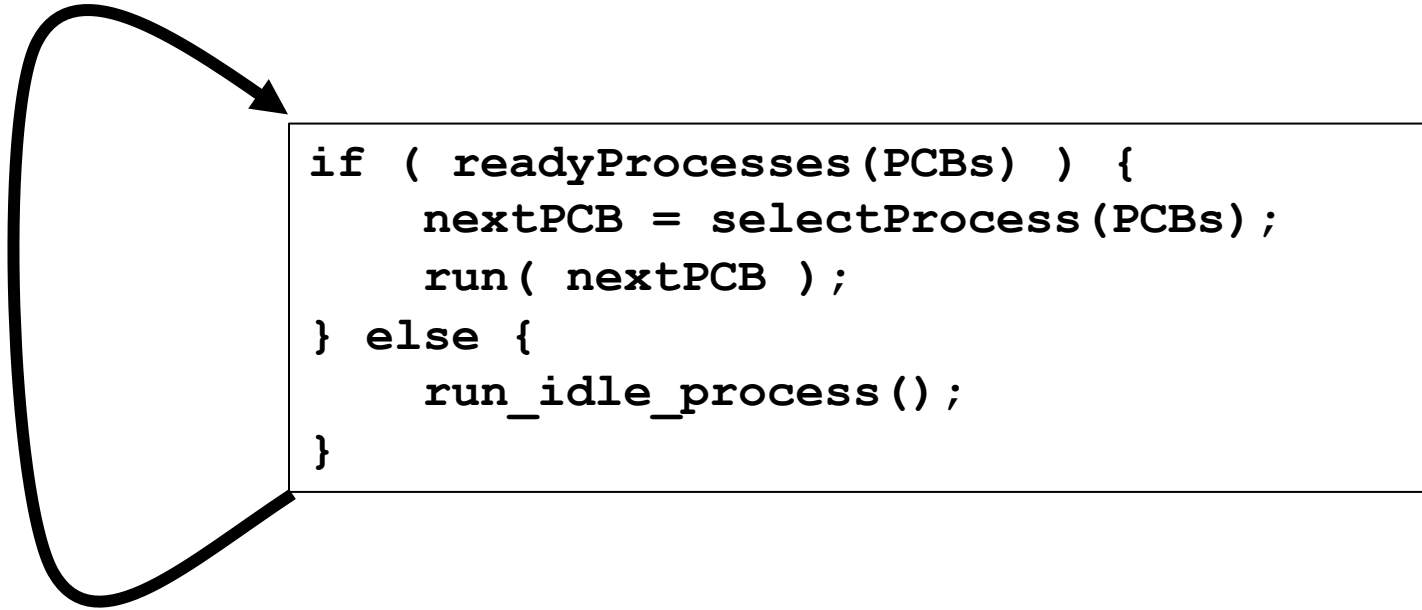 if ( readyProcesses(PCBs) ) {
    nextPCB = selectProcess(PCBs);
    run( nextPCB );
} else {
    run_idle_process();
}